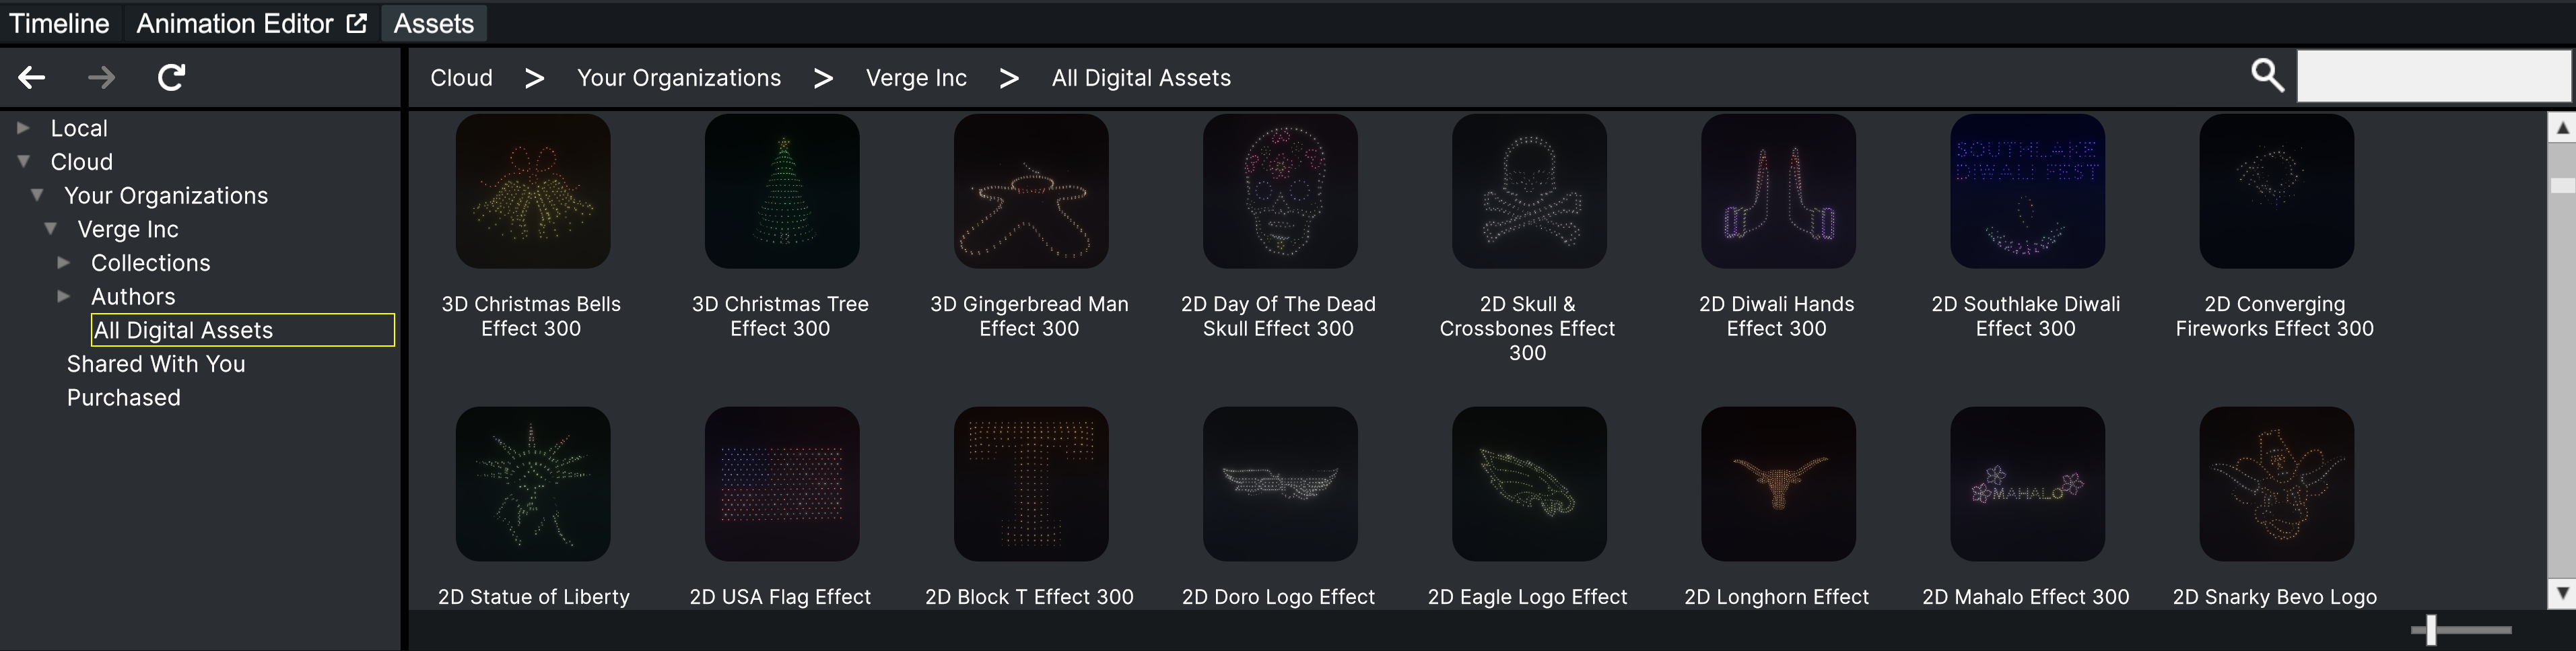 Timeline Animation Editor Assets
Cloud > Your Organizations > Verge Inc > All Digital Assets
Local
Cloud
Your Organizations
Verge Inc
Collections
Authors
All Digital Assets
Shared With You
Purchased
SOUTHLAKE
DIWALI FEST
3D Christmas Bells
Effect 300
3D Christmas Tree
Effect 300
3D Gingerbread Man
Effect 300
2D Day Of The Dead
Skull Effect 300
2D Skull &
Crossbones Effect
300
2D Diwali Hands
Effect 300
2D Southlake Diwali
Effect 300
2D Converging
Fireworks Effect 300
T
MAHALO
2D Statue of Liberty
2D USA Flag Effect
2D Block T Effect 300
2D Doro Logo Effect
2D Eagle Logo Effect
2D Longhorn Effect
2D Mahalo Effect 300
2D Snarky Bevo Logo